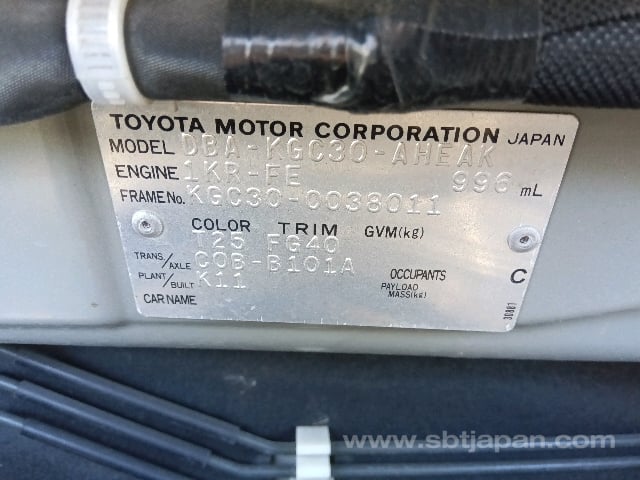 TOYOTA MOTOR CORPORATION JAPAN
MODEL DBA-KGC30-AHEAK
ENGINE 1KR-FE 996 mL
FRAME No. KGC30-0038011
COLOR TRIM GVM(kg)
T25 FG40
TRANS/AXLE C0B-B101A OCCUPANTS C
PLANT/BUILT K11 PAYLOAD MASS(kg)
CAR NAME
30801
www.sbtjapan.com